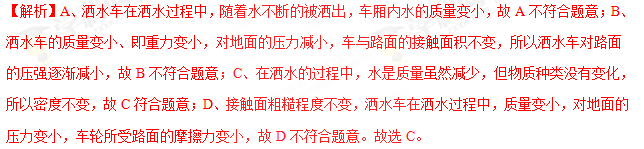 【解析】A、洒水车在洒水过程中，随着水不断的被洒出，车厢内水的质量变小，故 A 不符合题意；B、
洒水车的质量变小、即重力变小，对地面的压力减小，车与路面的接触面积不变，所以洒水车对路面
的压强逐渐减小，故 B 不符合题意；C、在洒水的过程中，水是质量虽然减少，但物质种类没有变化，
所以密度不变，故 C 符合题意；D、接触面粗糙程度不变，洒水车在洒水过程中，质量变小，对地面的
压力变小，车轮所受路面的摩擦力变小，故 D 不符合题意。故选 C。